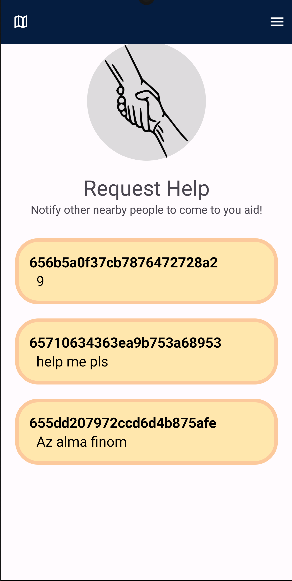 Request Help
Notify other nearby people to come to you aid!
656b5a0f37cb7876472728a2
9
65710634363ea9b753a68953
help me pls
655dd207972ccd6d4b875afe
Az alma finom